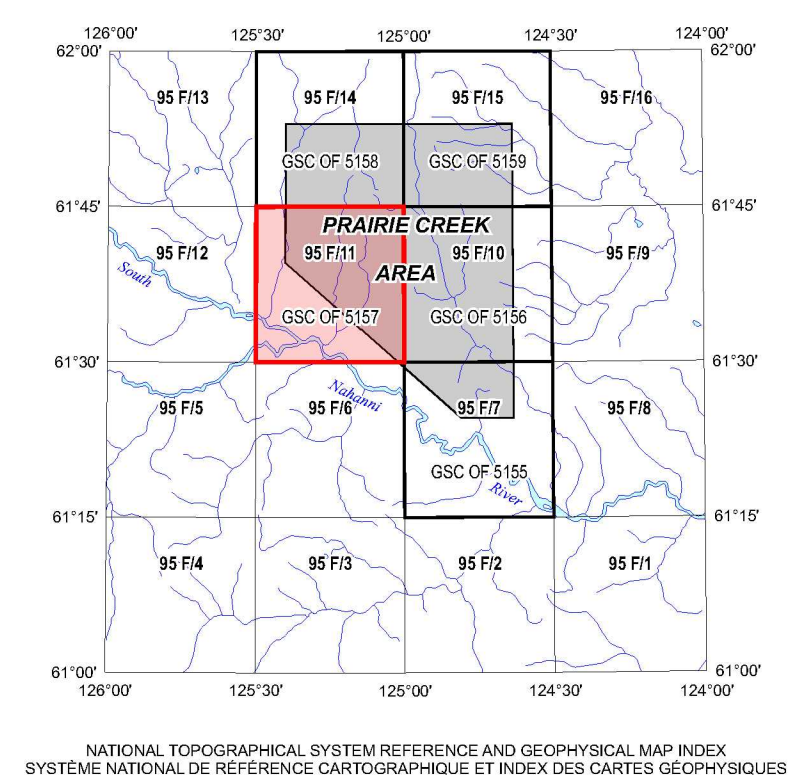 126°00' 125°30' 125°00' 124°30' 124°00'
62°00' 62°00'
95 F/13 95 F/14 95 F/15 95 F/16
GSC OF 5158 GSC OF 5159
61°45' 61°45'
PRAIRIE CREEK
95 F/12 95 F/11 95 F/10 95 F/9
AREA
South
GSC OF 5157 GSC OF 5156
61°30' 61°30'
Nahanni
95 F/5 95 F/6 95 F/7 95 F/8
GSC OF 5155
River
61°15' 61°15'
95 F/4 95 F/3 95 F/2 95 F/1
61°00' 61°00'
126°00' 125°30' 125°00' 124°30' 124°00'
NATIONAL TOPOGRAPHICAL SYSTEM REFERENCE AND GEOPHYSICAL MAP INDEX
SYSTÈME NATIONAL DE RÉFÉRENCE CARTOGRAPHIQUE ET INDEX DES CARTES GÉOPHYSIQUES